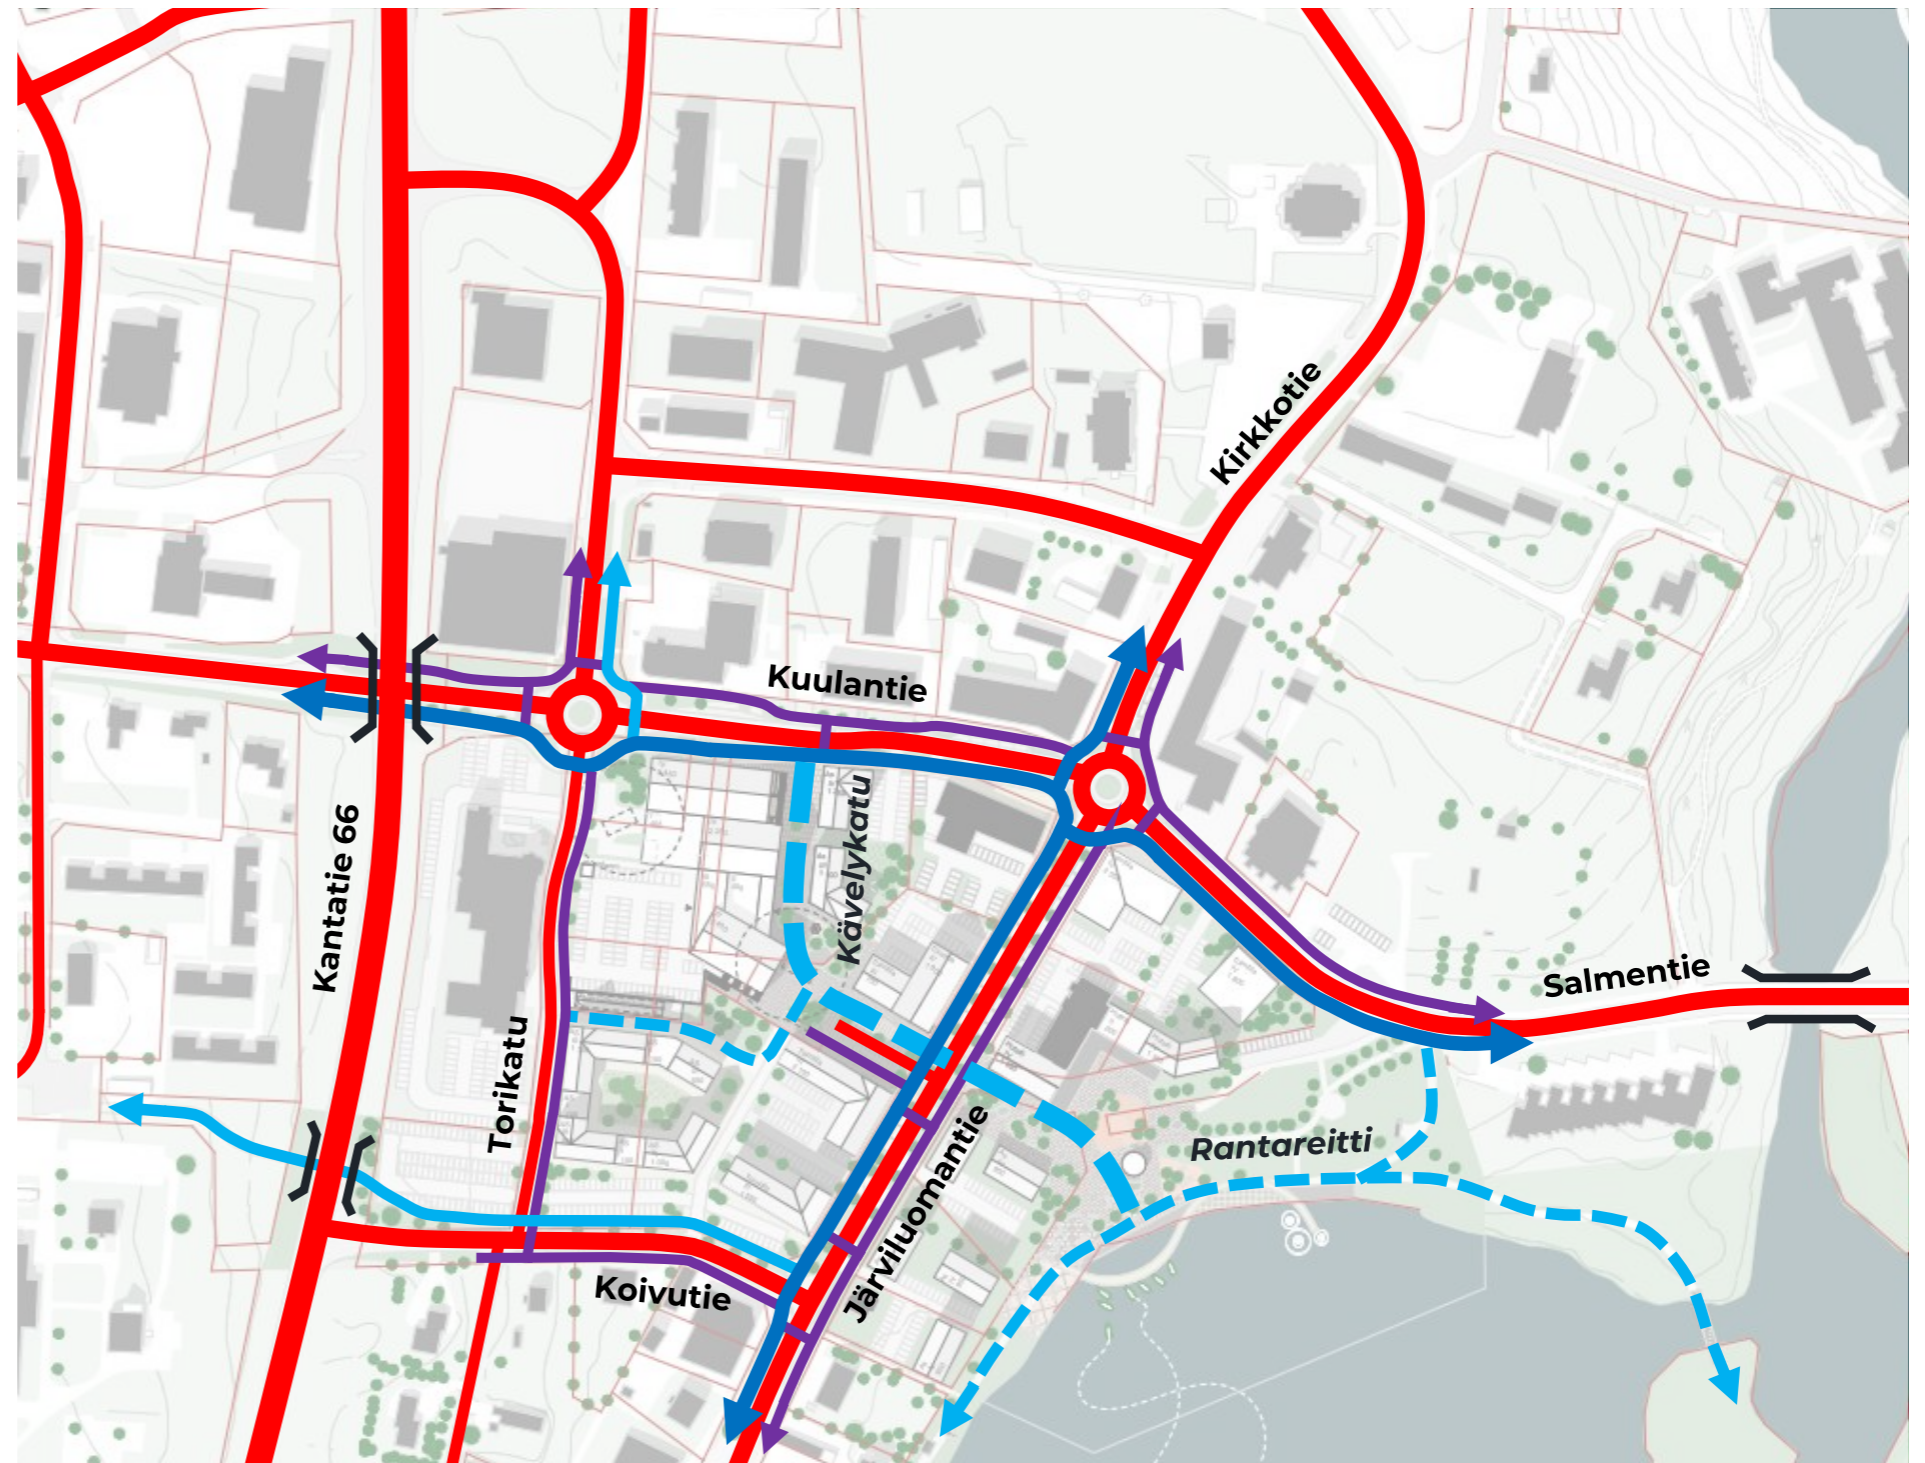 Kirkkotie
Kuulantie
Kävelykatu
Kantatie 66
Salmentie
Torikatu
Rantareitti
Järviluomantie
Koivutie